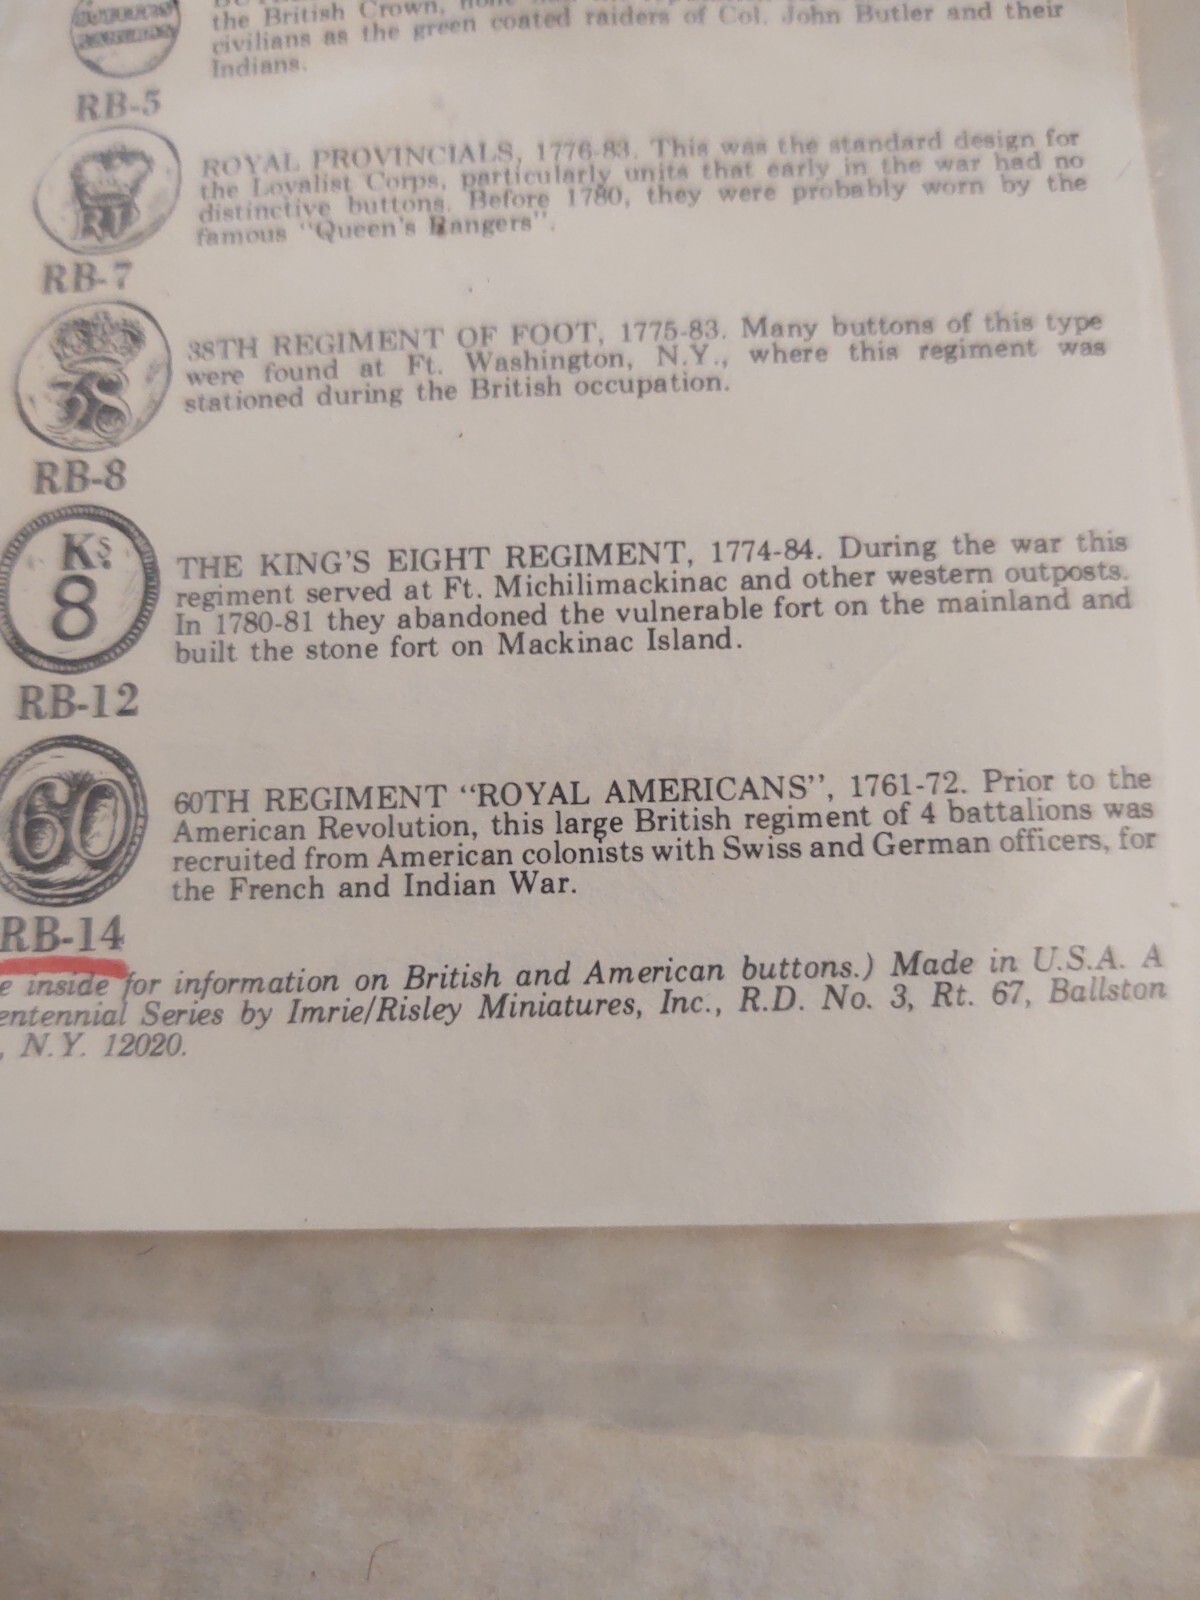 the British Crown, none had the reputation
civilians as the green coated raiders of Col. John Butler and their
Indians.
RB-5
ROYAL PROVINCIALS, 1776-83. This was the standard design for
the Loyalist Corps, particularly units that early in the war had no
distinctive buttons. Before 1780, they were probably worn by the
famous "Queen's Rangers".
RB-7
38TH REGIMENT OF FOOT, 1775-83. Many buttons of this type
were found at Ft. Washington, N.Y., where this regiment was
stationed during the British occupation.
38
RB-8
Ks
8
THE KING'S EIGHT REGIMENT, 1774-84. During the war this
regiment served at Ft. Michilimackinac and other western outposts.
In 1780-81 they abandoned the vulnerable fort on the mainland and
built the stone fort on Mackinac Island.
RB-12
60
60TH REGIMENT "ROYAL AMERICANS", 1761-72. Prior to the
American Revolution, this large British regiment of 4 battalions was
recruited from American colonists with Swiss and German officers, for
the French and Indian War.
RB-14
e inside for information on British and American buttons.) Made in U.S.A. A
entennial Series by Imrie/Risley Miniatures, Inc., R.D. No. 3, Rt. 67, Ballston
, N.Y. 12020.